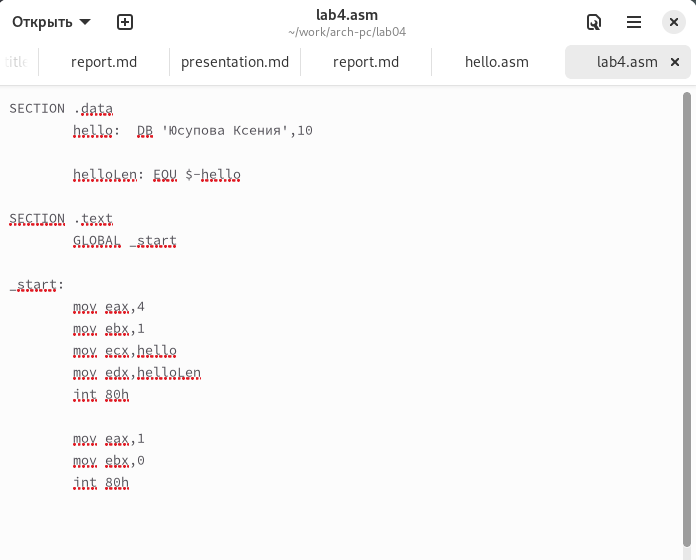 Открыть
lab4.asm
~/work/arch-pc/lab04
title
report.md
presentation.md
report.md
hello.asm
lab4.asm
SECTION .data
hello: DB 'Юсупова Ксения',10
helloLen: EQU $-hello
SECTION .text
GLOBAL _start
_start:
mov eax,4
mov ebx,1
mov ecx,hello
mov edx,helloLen
int 80h
mov eax,1
mov ebx,0
int 80h